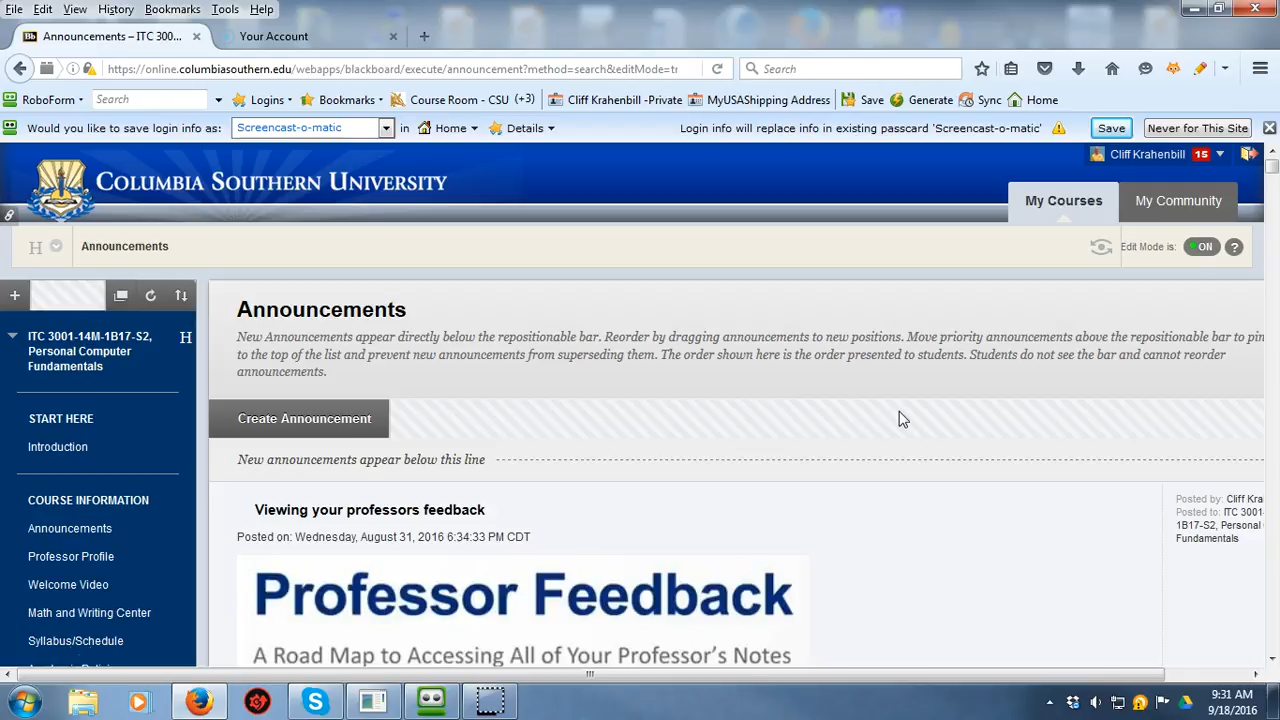 File Edit View History Bookmarks Tools Help
Bb Announcements – ITC 300... × Your Account × +
https://online.columbiasouthern.edu/webapps/blackboard/execute/announcement?method=search&editMode=tr Search
RoboForm Search Logins Bookmarks Course Room - CSU (+3) Cliff Krahenbill -Private MyUSAShipping Address Save Generate Sync Home
Would you like to save login info as: Screencast-o-matic in Home Details Login info will replace info in existing passcard 'Screencast-o-matic' Save Never for This Site
Cliff Krahenbill 15
COLUMBIA SOUTHERN UNIVERSITY
My Courses My Community
H Announcements Edit Mode is: ON ?
ITC 3001-14M-1B17-S2, H
Personal Computer
Fundamentals
START HERE
Introduction
COURSE INFORMATION
Announcements
Professor Profile
Welcome Video
Math and Writing Center
Syllabus/Schedule
Announcements
New Announcements appear directly below the repositionable bar. Reorder by dragging announcements to new positions. Move priority announcements above the repositionable bar to pin
to the top of the list and prevent new announcements from superseding them. The order shown here is the order presented to students. Students do not see the bar and cannot reorder
announcements.
Create Announcement
New announcements appear below this line
Viewing your professors feedback
Posted on: Wednesday, August 31, 2016 6:34:33 PM CDT
Professor Feedback
A Road Map to Accessing All of Your Professor's Notes
Posted by: Cliff Kra
Posted to: ITC 3001
1B17-S2, Personal
Fundamentals
9:31 AM
9/18/2016